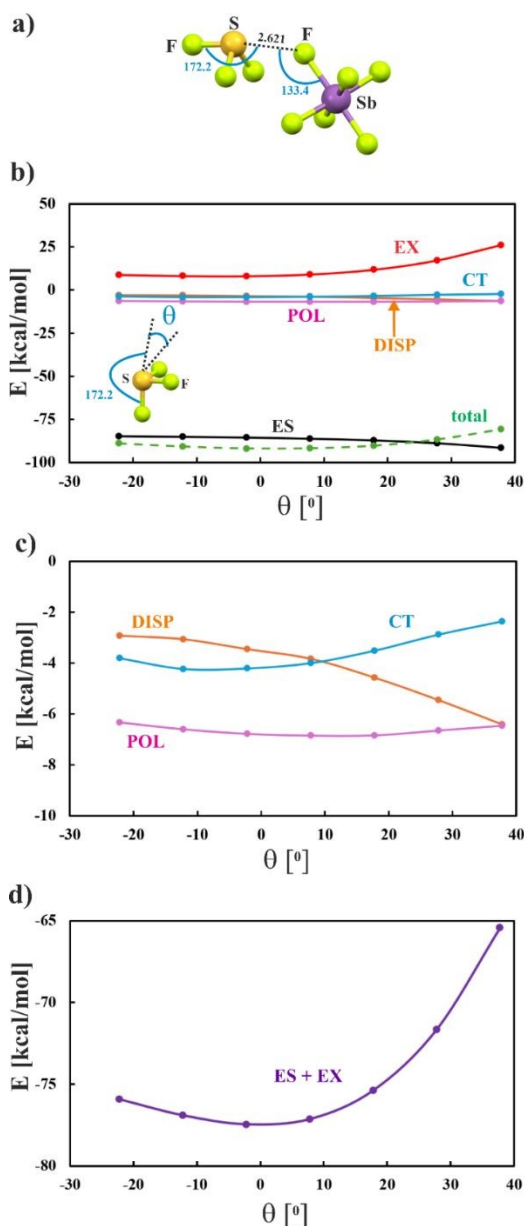 a)
S
F
2.621
F
172.2
133.4
Sb
b)
50
25
0
-25
-50
-75
-100
E [kcal/mol]
EX
CT
POL
DISP
θ
172.2
S
F
ES
total
-30 -20 -10 0 10 20 30 40
θ [⁰]
c)
0
-2
-4
-6
-8
-10
E [kcal/mol]
DISP
CT
POL
-30 -20 -10 0 10 20 30 40
θ [⁰]
d)
-65
-70
-75
-80
E [kcal/mol]
ES + EX
-30 -20 -10 0 10 20 30 40
θ [⁰]